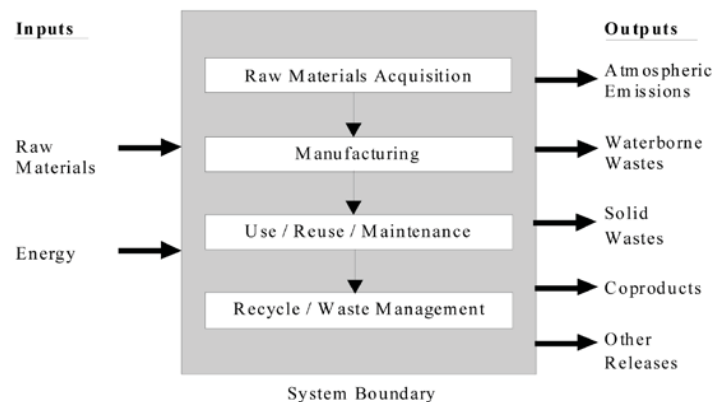 Inputs
Outputs
Raw Materials Acquisition
Atmospheric
Emissions
Raw
Materials
Manufacturing
Waterborne
Wastes
Energy
Use / Reuse / Maintenance
Solid
Wastes
Recycle / Waste Management
Coproducts
Other
Releases
System Boundary